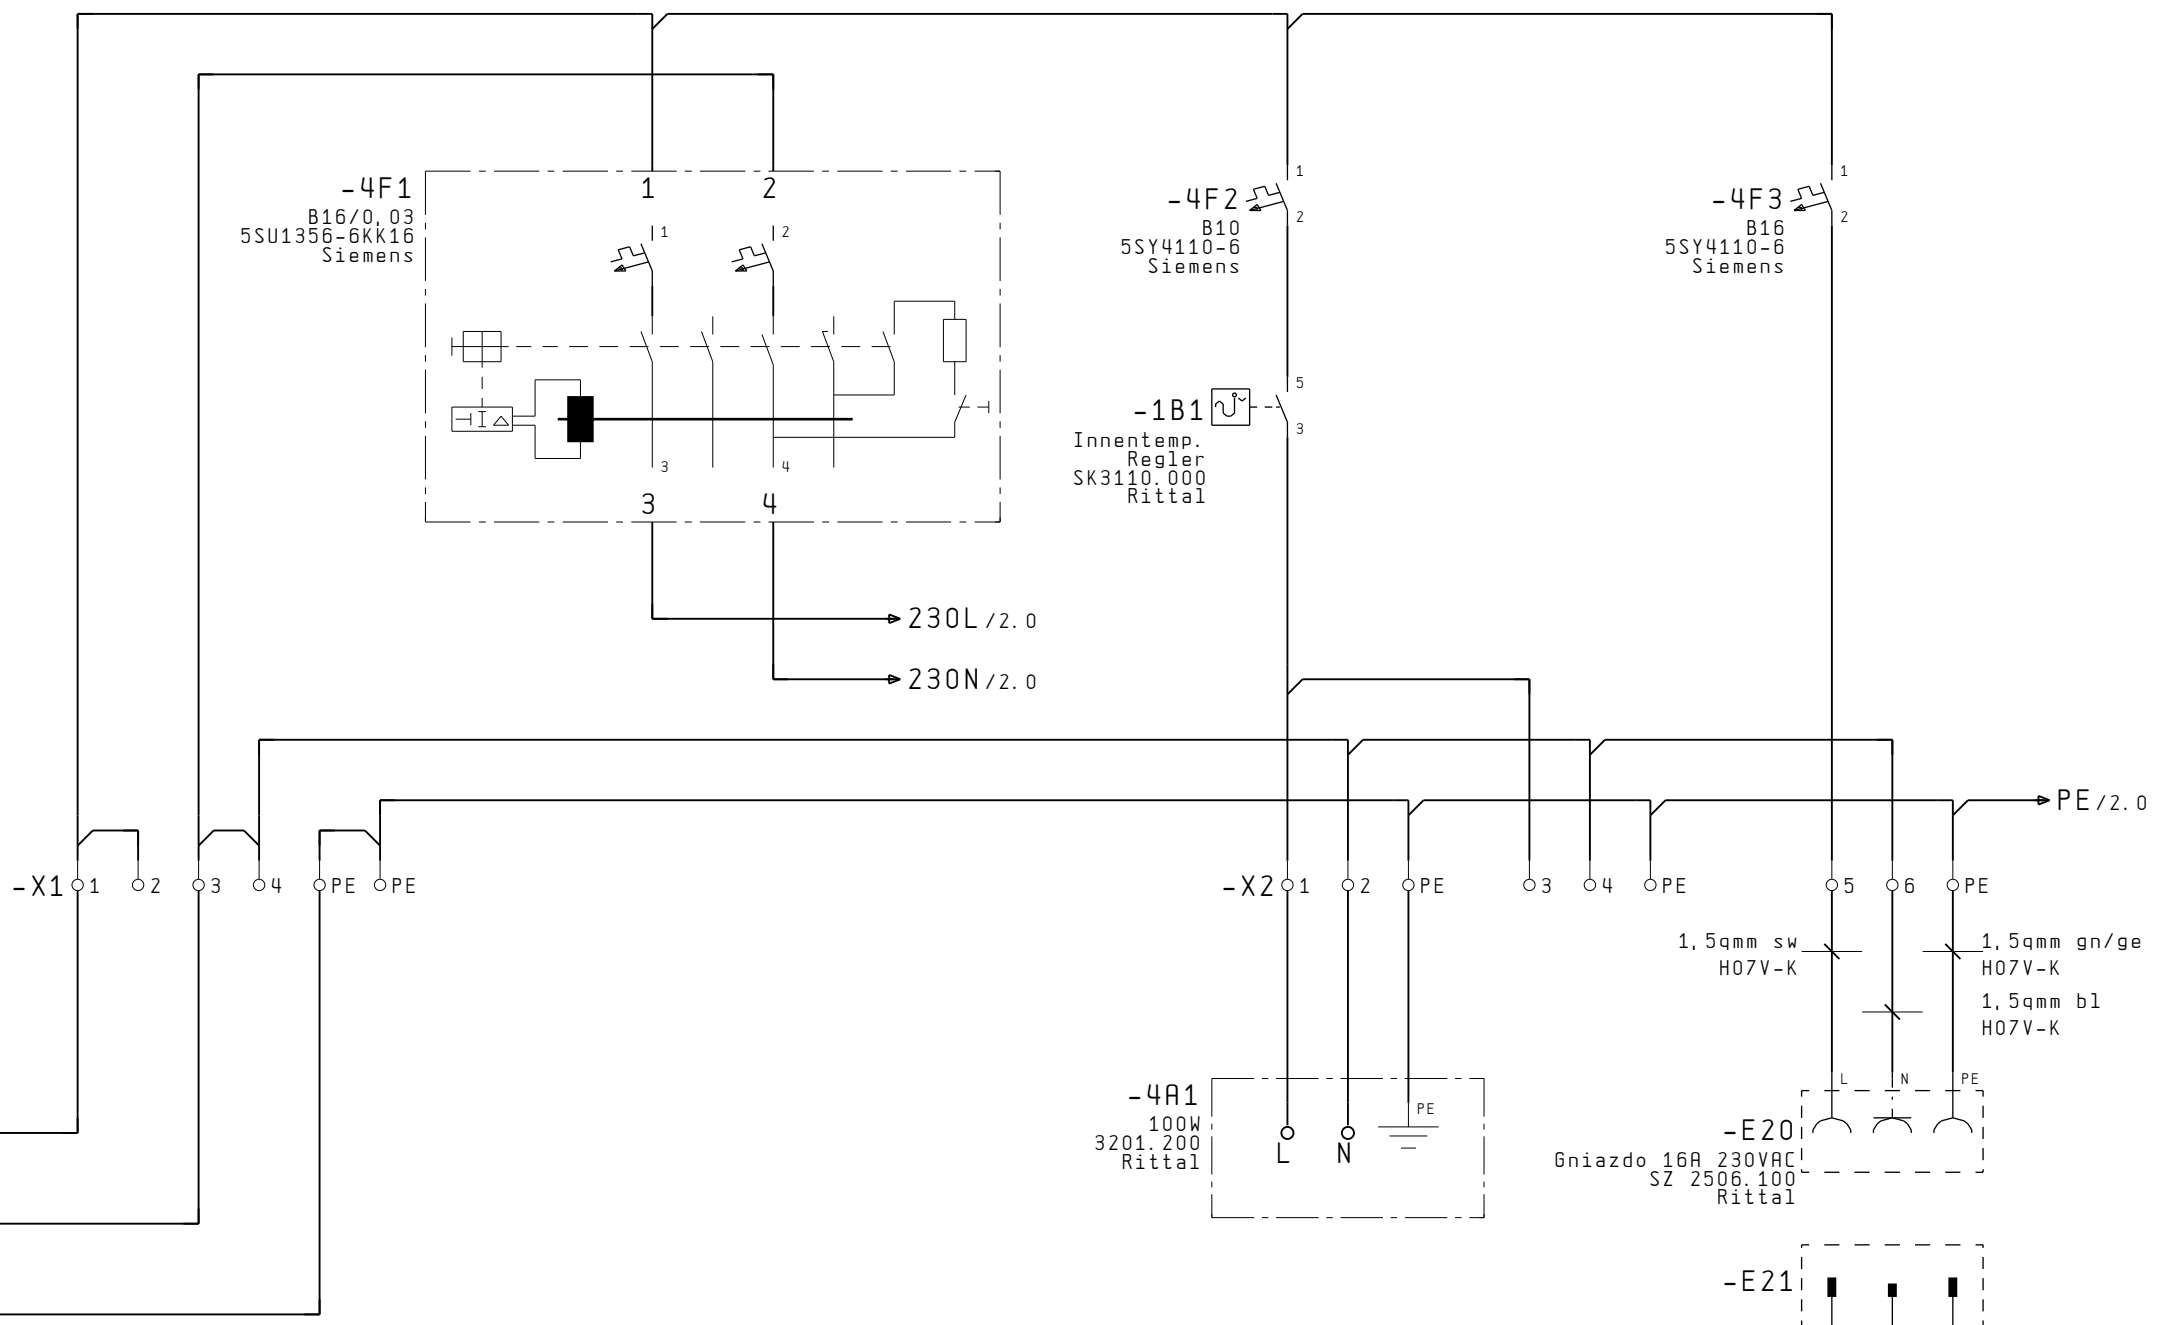 -4F1
B16/0,03
5SU1356-6KK16
Siemens
1 2
1 2
3 4
3 4
230L /2.0
230N /2.0
-4F2
B10
5SY4110-6
Siemens
1
2
-4F3
B16
5SY4110-6
Siemens
1
2
-1B1
Innentemp.
Regler
SK3110.000
Rittal
5
3
PE /2.0
-X1 1 2 3 4 PE PE
-X2 1 2 PE 3 4 PE 5 6 PE
1,5qmm sw
H07V-K
1,5qmm gn/ge
H07V-K
1,5qmm bl
H07V-K
-4A1
100W
3201.200
Rittal
L N PE
L N PE
-E20
Gniazdo 16A 230VAC
SZ 2506.100
Rittal
-E21